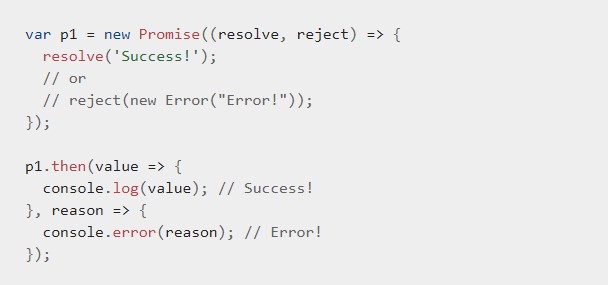 var p1 = new Promise((resolve, reject) => {
  resolve('Success!');
  // or
  // reject(new Error("Error!"));
});

p1.then(value => {
  console.log(value); // Success!
}, reason => {
  console.error(reason); // Error!
});